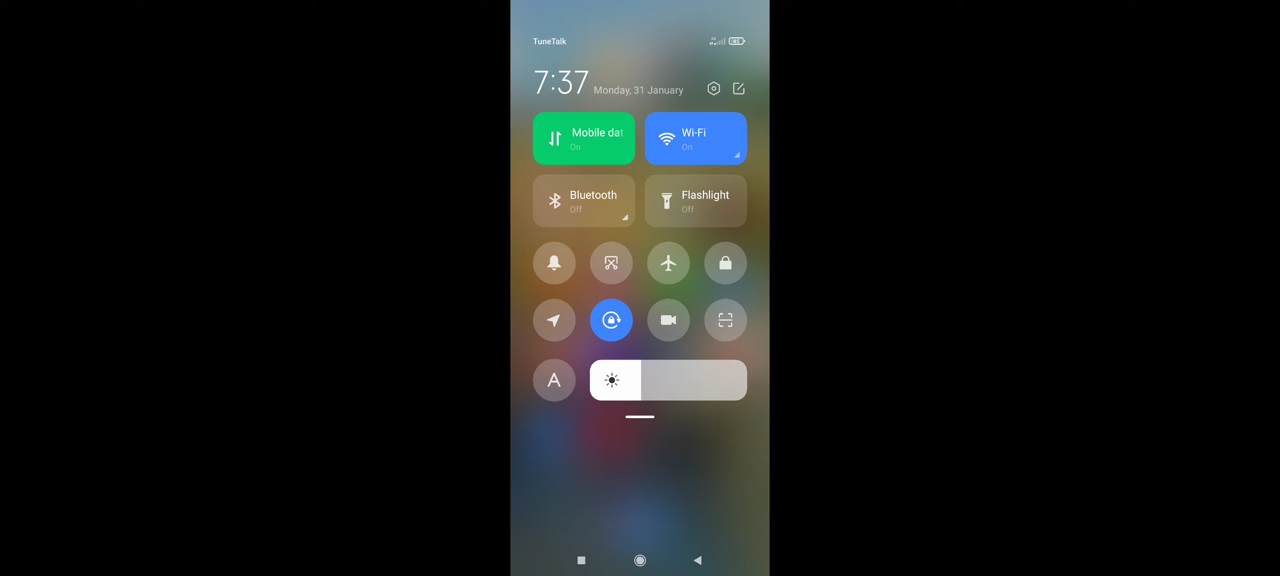 TuneTalk
7:37 Monday, 31 January
Mobile dat
On
Wi-Fi
On
Bluetooth
Off
Flashlight
Off
A